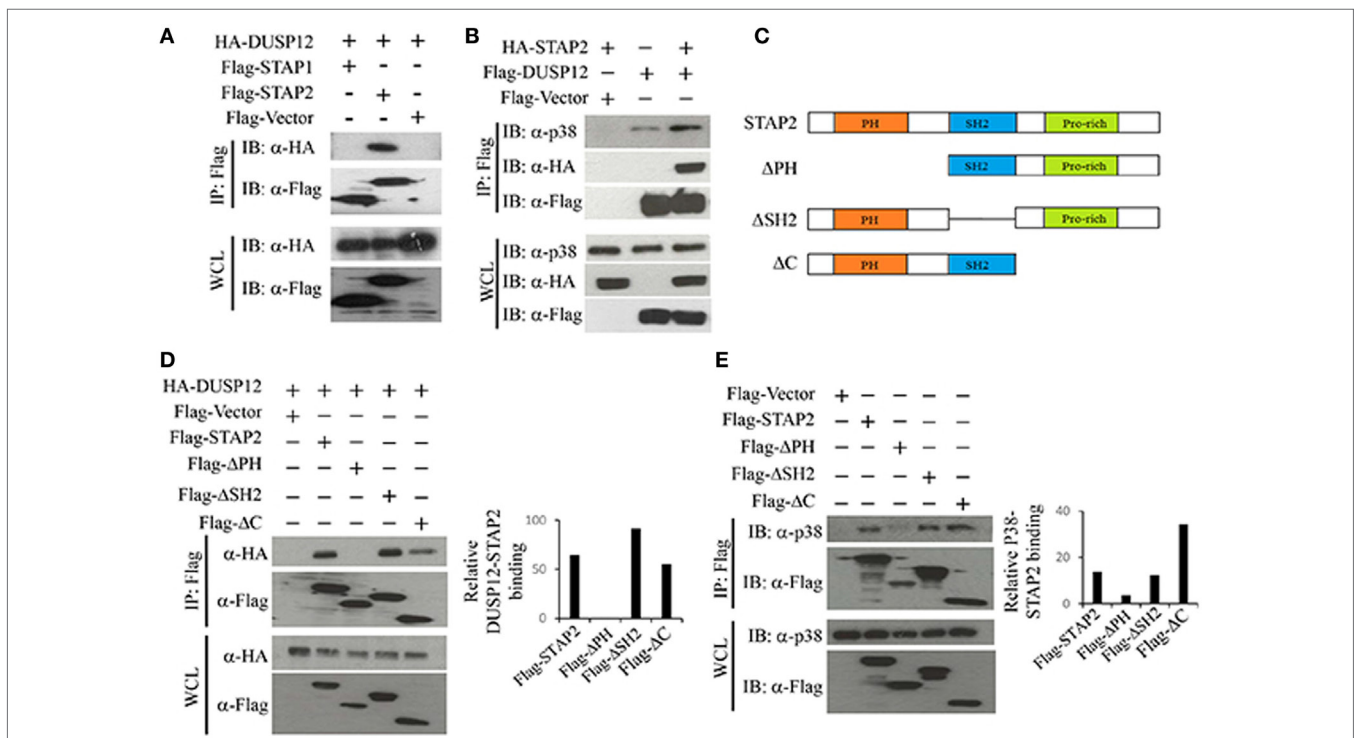 A
HA-DUSP12 + + +
Flag-STAP1 + - -
Flag-STAP2 - + -
Flag-Vector - - +
IP: Flag
IB: α-HA
IB: α-Flag
WCL
IB: α-HA
IB: α-Flag
B
HA-STAP2 + − +
Flag-DUSP12 − + +
Flag-Vector + − −
IP: Flag
IB: α-p38
IB: α-HA
IB: α-Flag
WCL
IB: α-p38
IB: α-HA
IB: α-Flag
C
STAP2 PH SH2 Pro-rich
ΔPH SH2 Pro-rich
ΔSH2 PH Pro-rich
ΔC PH SH2
D
HA-DUSP12 + + + + +
Flag-Vector + − − − −
Flag-STAP2 − + − − −
Flag-ΔPH − − + − −
Flag-ΔSH2 − − − + −
Flag-ΔC − − − − +
IP: Flag
α-HA
α-Flag
WCL
α-HA
α-Flag
Relative
DUSP12-STAP2
binding
100
50
0
Flag-STAP2
Flag-ΔPH
Flag-ΔSH2
Flag-ΔC
E
Flag-Vector + − − − −
Flag-STAP2 − + − − −
Flag-ΔPH − − + − −
Flag-ΔSH2 − − − + −
Flag-ΔC − − − − +
IP: Flag
IB: α-p38
IB: α-Flag
WCL
IB: α-p38
IB: α-Flag
Relative P38-
STAP2 binding
40
20
0
Flag-STAP2
Flag-ΔPH
Flag-ΔSH2
Flag-ΔC